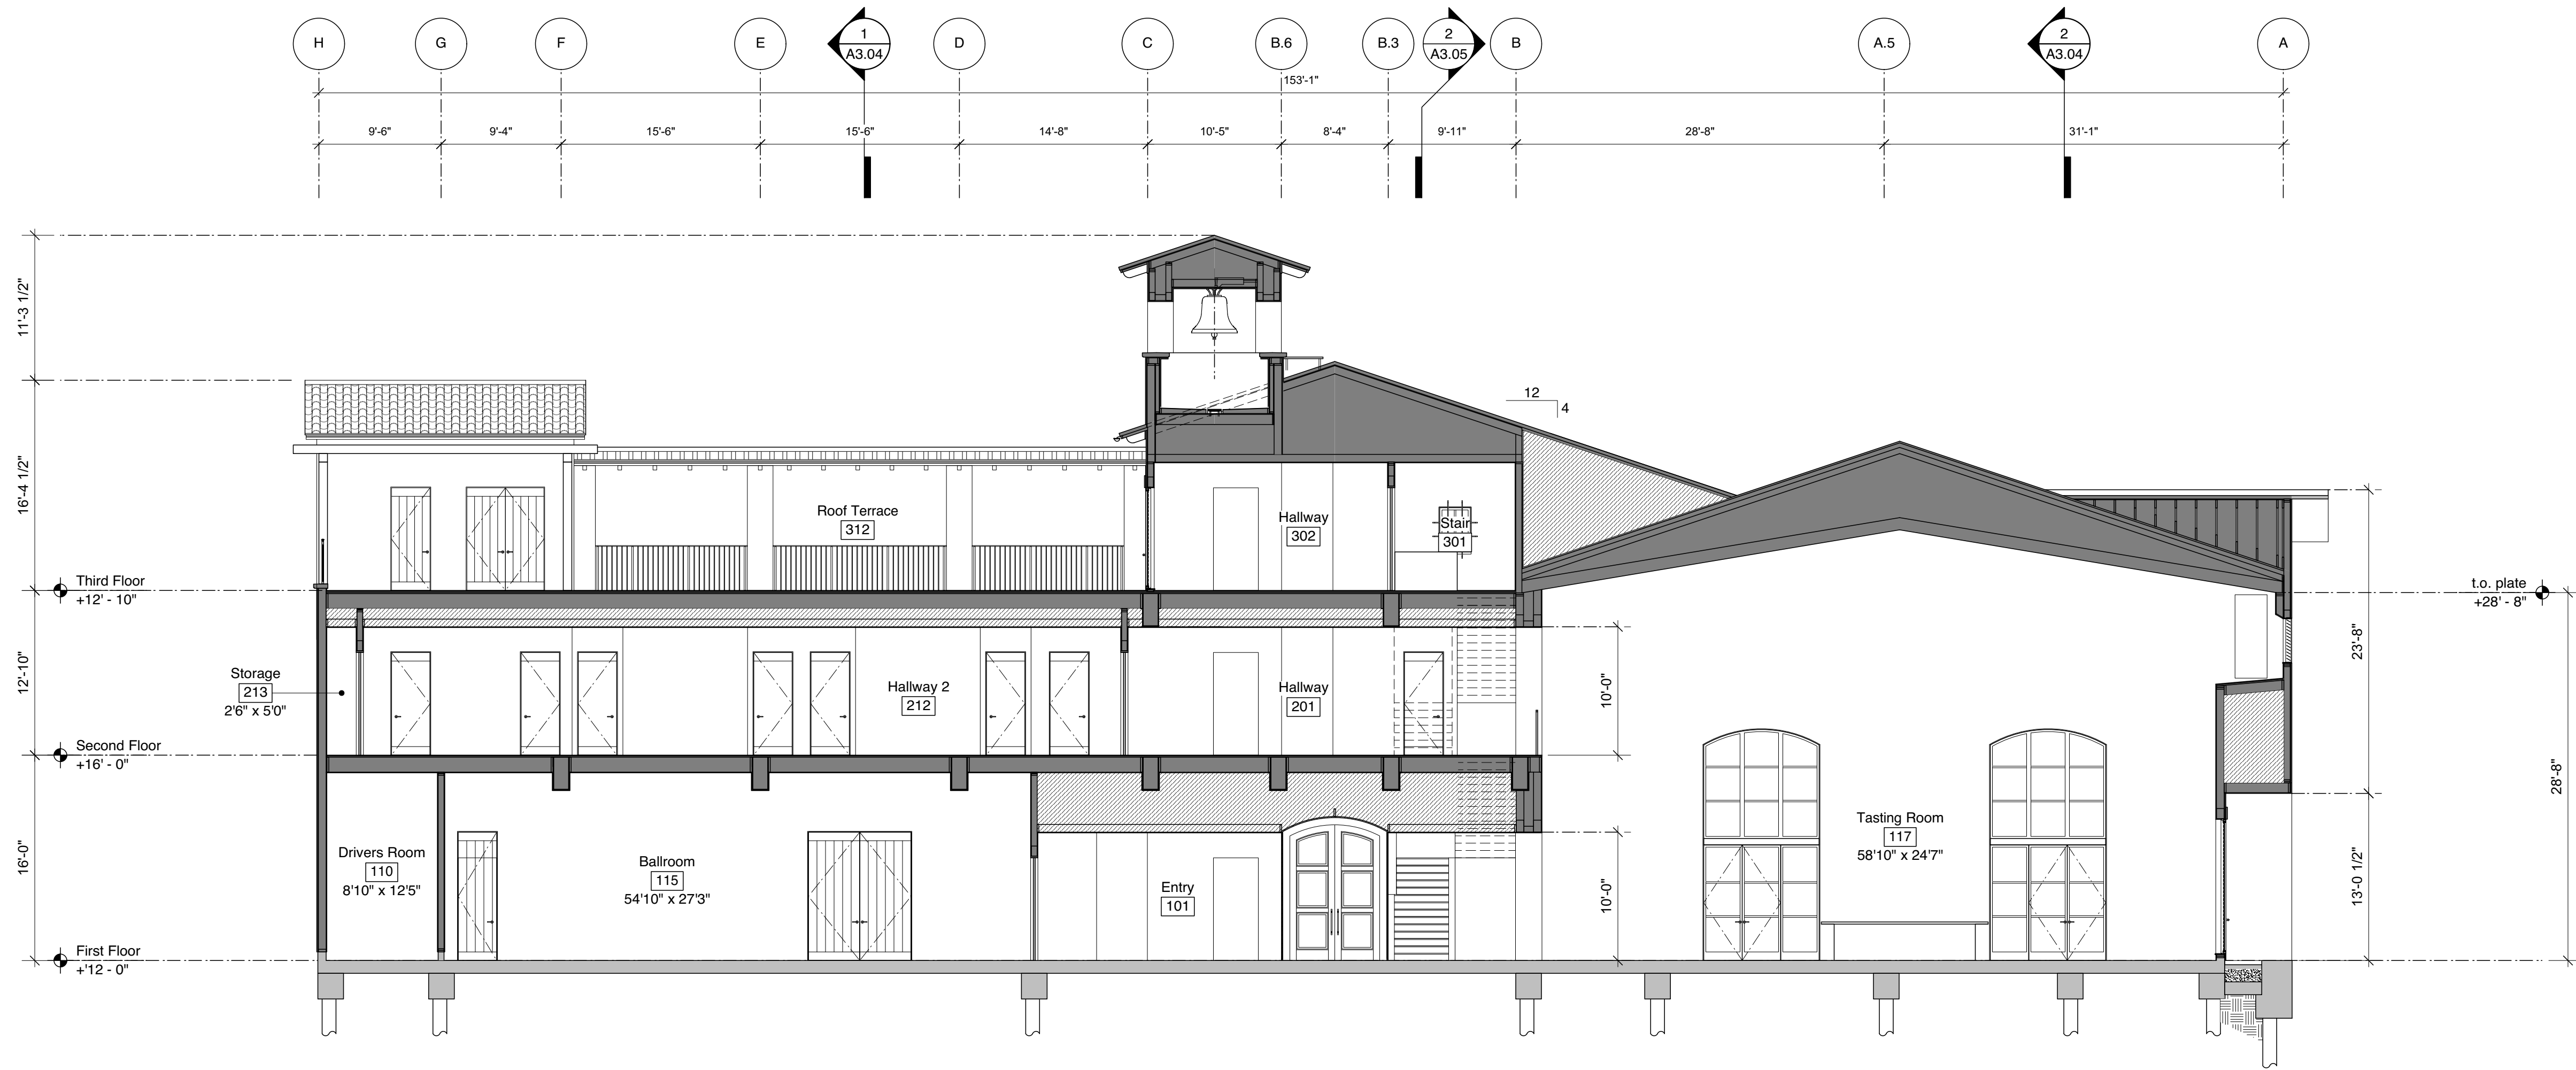 H
G
F
E
1
A3.04
D
C
B.6
B.3
2
A3.05
B
A.5
2
A3.04
A
153'-1"
9'-6"
9'-4"
15'-6"
15'-6"
14'-8"
10'-5"
8'-4"
9'-11"
28'-8"
31'-1"
11'-3 1/2"
16'-4 1/2"
12'-10"
16'-0"
12
4
Roof Terrace
312
Hallway
302
Stair
301
Third Floor
+12' - 10"
t.o. plate
+28' - 8"
Storage
213
2'6" x 5'0"
Hallway 2
212
Hallway
201
10'-0"
23'-8"
Second Floor
+16' - 0"
28'-8"
Drivers Room
110
8'10" x 12'5"
Ballroom
115
54'10" x 27'3"
Entry
101
10'-0"
Tasting Room
117
58'10" x 24'7"
13'-0 1/2"
First Floor
+'12 - 0"